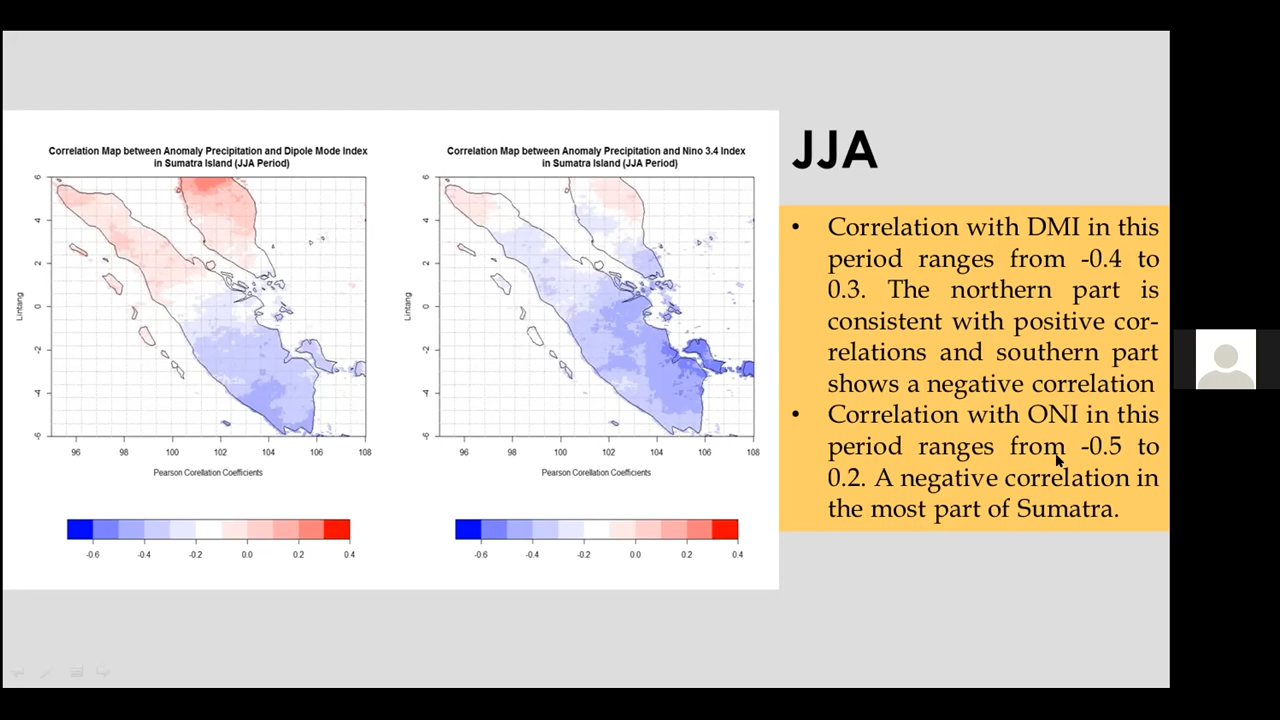 Correlation Map between Anomaly Precipitation and Dipole Mode Index
in Sumatra Island (JJA Period)
6
4
2
0
-2
-4
-6
Lintang
96
98
100
102
104
106
108
Pearson Corellation Coefficients
-0.6
-0.4
-0.2
0.0
0.2
0.4
Correlation Map between Anomaly Precipitation and Nino 3.4 Index
in Sumatra Island (JJA Period)
6
4
2
0
-2
-4
-6
Lintang
96
98
100
102
104
106
108
Pearson Corellation Coefficients
-0.6
-0.4
-0.2
0.0
0.2
0.4
JJA
• Correlation with DMI in this
period ranges from -0.4 to
0.3. The northern part is
consistent with positive cor-
relations and southern part
shows a negative correlation
• Correlation with ONI in this
period ranges from -0.5 to
0.2. A negative correlation in
the most part of Sumatra.